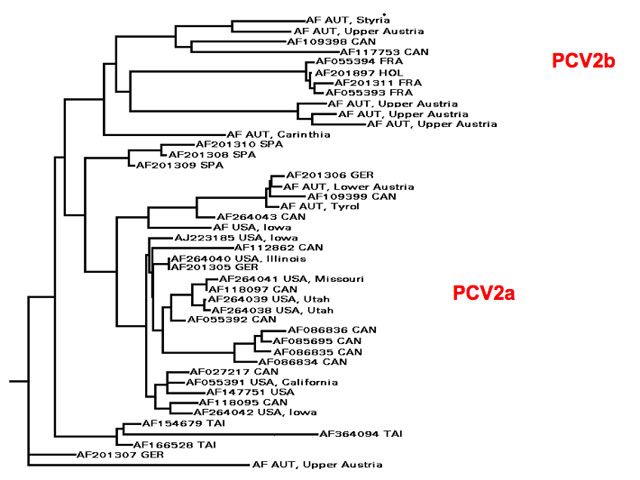 AF AUT, Styria*
AF AUT, Upper Austria
AF109398 CAN
AF117753 CAN
AF055394 FRA
PCV2b
AF201897 HOL
AF201311 FRA
AF055393 FRA
AF AUT, Upper Austria
AF AUT, Upper Austria
AF AUT, Upper Austria
AF AUT, Carinthia
AF201310 SPA
AF201308 SPA
AF201309 SPA
AF201306 GER
AF AUT, Lower Austria
AF109399 CAN
AF AUT, Tyrol
AF264043 CAN
AF USA, Iowa
AJ223185 USA, Iowa
AF112862 CAN
AF264040 USA, Illinois
AF201305 GER
AF264041 USA, Missouri
AF118097 CAN
PCV2a
AF264039 USA, Utah
AF264038 USA, Utah
AF055392 CAN
AF086836 CAN
AF085695 CAN
AF086835 CAN
AF086834 CAN
AF027217 CAN
AF055391 USA, California
AF147751 USA
AF118095 CAN
AF264042 USA, Iowa
AF154679 TAI
AF364094 TAI
AF166528 TAI
AF201307 GER
AF AUT, Upper Austria